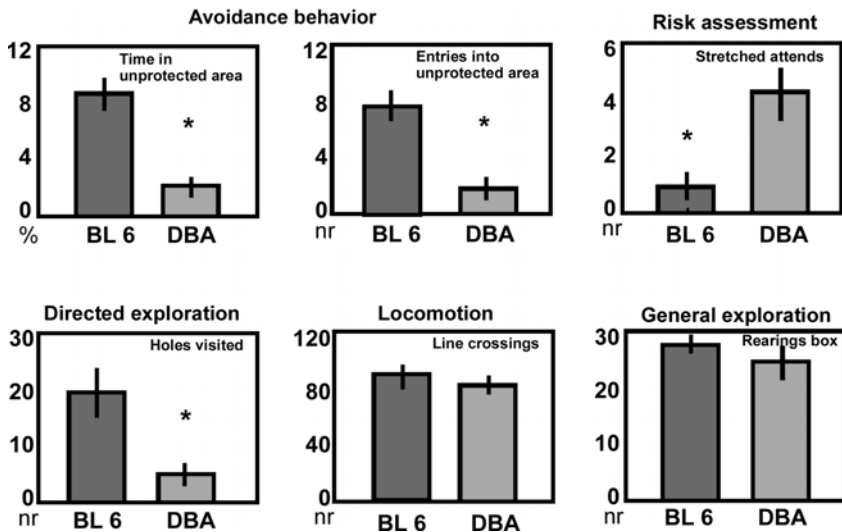 Avoidance behavior
Risk assessment
12
8
4
0
%
Time in
unprotected area
*
BL 6 DBA
12
8
4
0
nr
Entries into
unprotected area
*
BL 6 DBA
6
4
2
0
nr
Stretched attends
*
BL 6 DBA
Directed exploration
30
20
10
0
nr
Holes visited
*
BL 6 DBA
Locomotion
120
80
40
0
nr
Line crossings
BL 6 DBA
General exploration
30
20
10
0
nr
Rearings box
BL 6 DBA